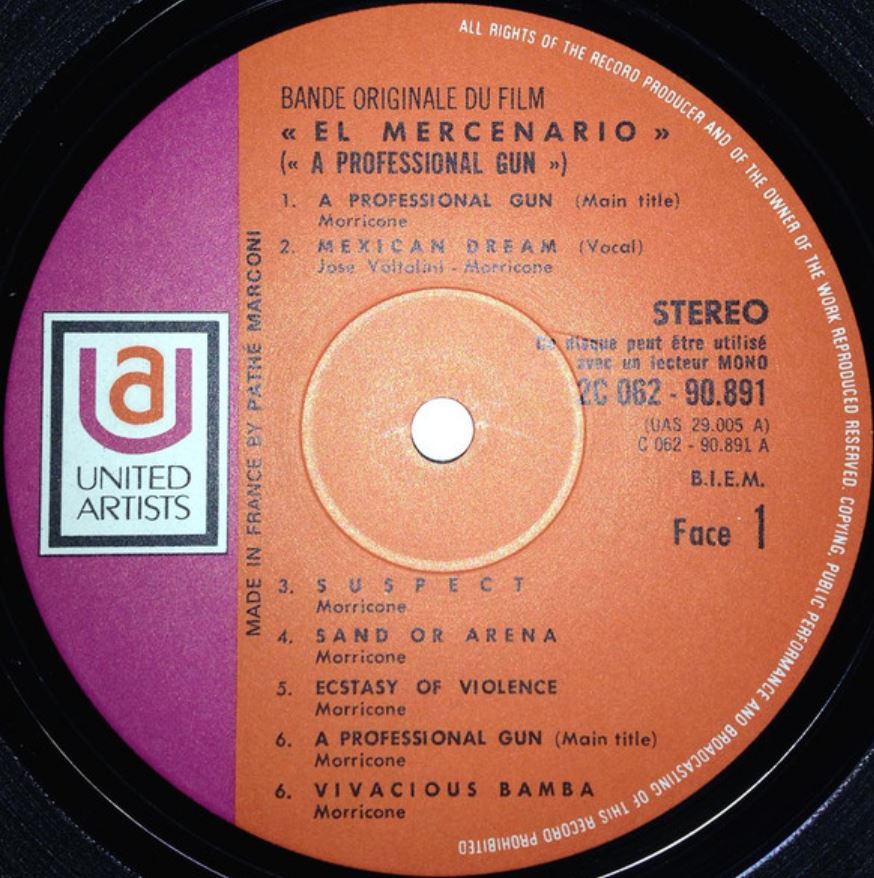 ALL RIGHTS OF THE RECORD PRODUCER AND OF THE OWNER OF THE WORK REPRODUCED RESERVED. COPYING, PUBLIC PERFORMANCE AND BROADCASTING OF THIS RECORD PROHIBITED
BANDE ORIGINALE DU FILM
« EL MERCENARIO »
(« A PROFESSIONAL GUN »)
1. A PROFESSIONAL GUN (Main title)
Morricone
2. MEXICAN DREAM (Vocal)
Jose Voltolini - Morricone
MADE IN FRANCE BY PATHÉ MARCONI
ua
UNITED
ARTISTS
STEREO
Ce disque peut être utilisé
avec un lecteur MONO
2C 062 - 90.891
(UAS 29.005 A)
C 062 - 90.891 A
B.I.E.M.
Face 1
3. SUSPECT
Morricone
4. SAND OR ARENA
Morricone
5. ECSTASY OF VIOLENCE
Morricone
6. A PROFESSIONAL GUN (Main title)
Morricone
6. VIVACIOUS BAMBA
Morricone